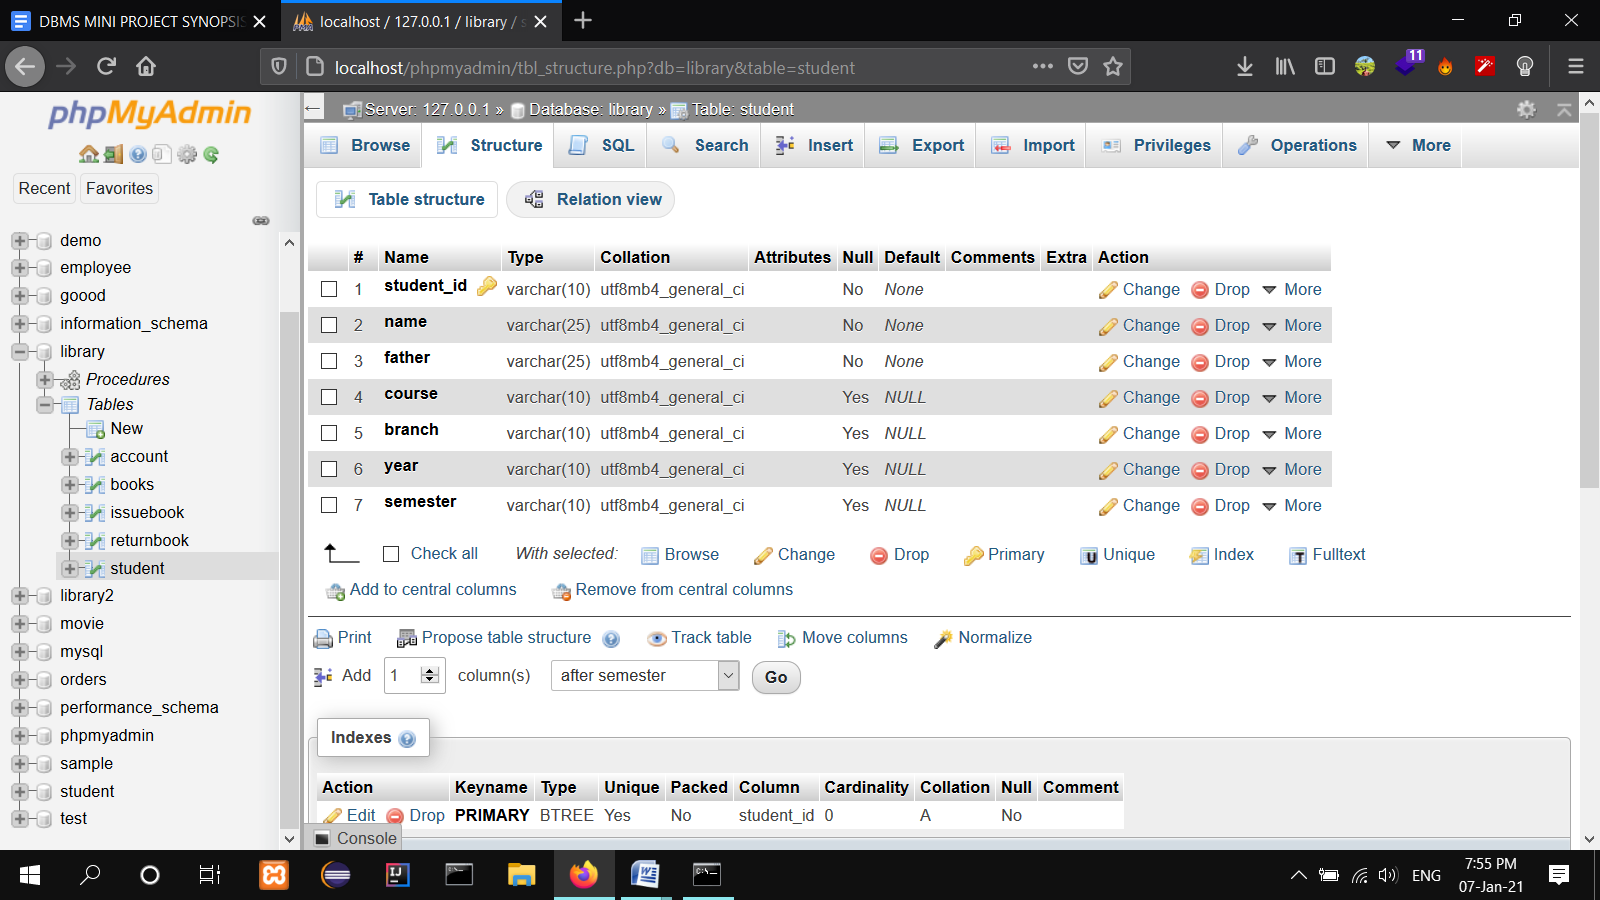 DBMS MINI PROJECT SYNOPSIS
localhost / 127.0.0.1 / library / s
localhost/phpmyadmin/tbl_structure.php?db=library&table=student
11
phpMyAdmin
Recent Favorites
demo
employee
goood
information_schema
library
Procedures
Tables
New
account
books
issuebook
returnbook
student
library2
movie
mysql
orders
performance_schema
phpmyadmin
sample
student
test
Server: 127.0.0.1 » Database: library » Table: student
Browse Structure SQL Search Insert Export Import Privileges Operations More
Table structure Relation view
# Name Type Collation Attributes Null Default Comments Extra Action
1 student_id varchar(10) utf8mb4_general_ci No None Change Drop More
2 name varchar(25) utf8mb4_general_ci No None Change Drop More
3 father varchar(25) utf8mb4_general_ci No None Change Drop More
4 course varchar(10) utf8mb4_general_ci Yes NULL Change Drop More
5 branch varchar(10) utf8mb4_general_ci Yes NULL Change Drop More
6 year varchar(10) utf8mb4_general_ci Yes NULL Change Drop More
7 semester varchar(10) utf8mb4_general_ci Yes NULL Change Drop More
Check all With selected: Browse Change Drop Primary Unique Index Fulltext
Add to central columns Remove from central columns
Print Propose table structure Track table Move columns Normalize
Add 1 column(s) after semester Go
Indexes
Action Keyname Type Unique Packed Column Cardinality Collation Null Comment
Edit Drop PRIMARY BTREE Yes No student_id 0 A No
Console
ENG
7:55 PM
07-Jan-21